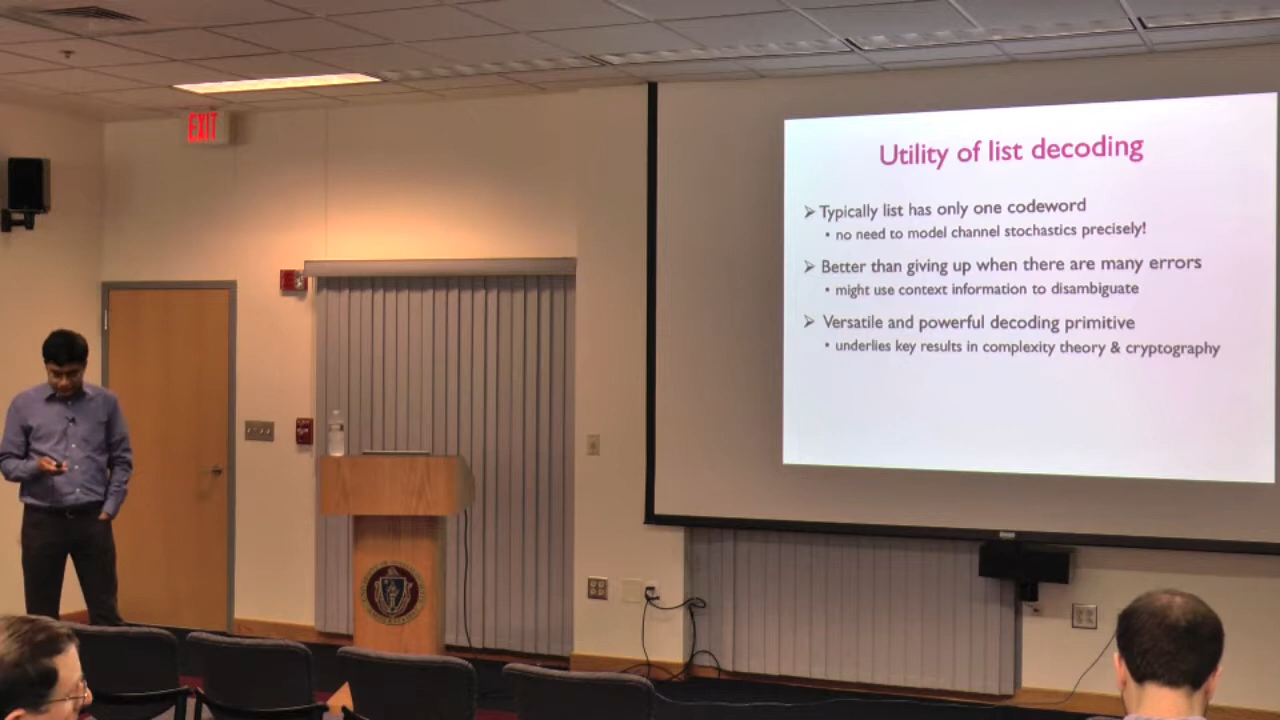 EXIT
Utility of list decoding
➢ Typically list has only one codeword
• no need to model channel stochastics precisely!
➢ Better than giving up when there are many errors
• might use context information to disambiguate
➢ Versatile and powerful decoding primitive
• underlies key results in complexity theory & cryptography